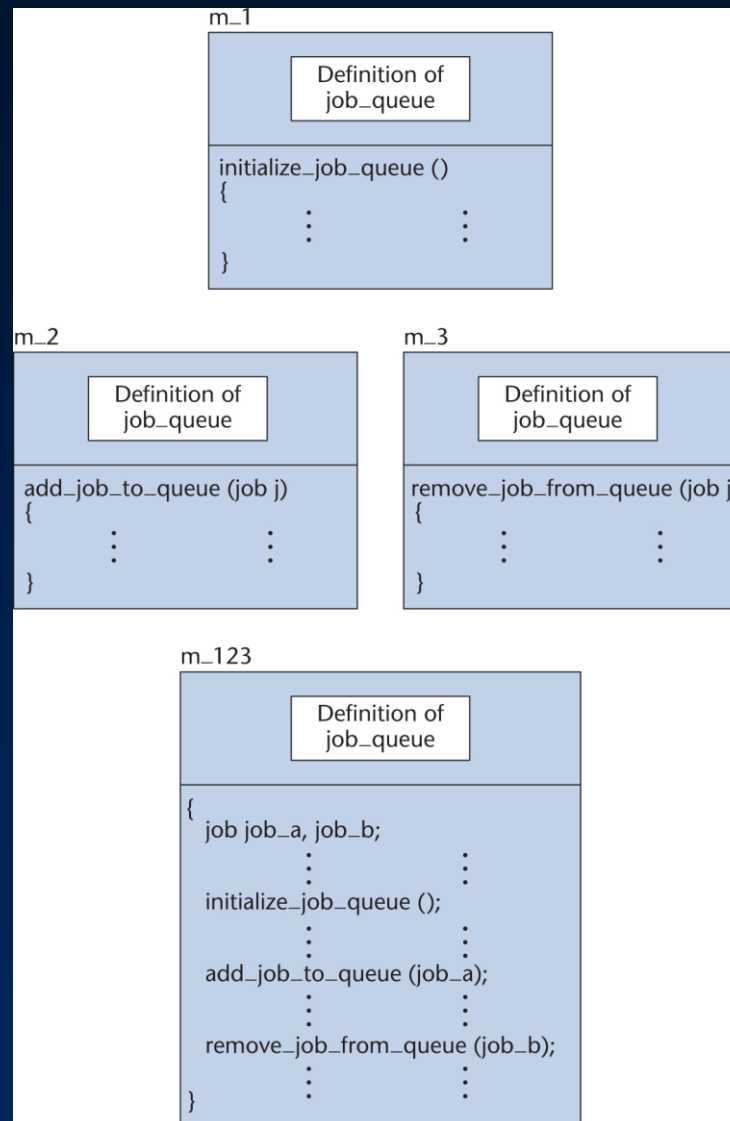 m_1
Definition of
job_queue
initialize_job_queue ()
{
}
m_2
Definition of
job_queue
add_job_to_queue (job j)
{
}
m_3
Definition of
job_queue
remove_job_from_queue (job j
{
}
m_123
Definition of
job_queue
{
job job_a, job_b;
initialize_job_queue ();
add_job_to_queue (job_a);
remove_job_from_queue (job_b);
}